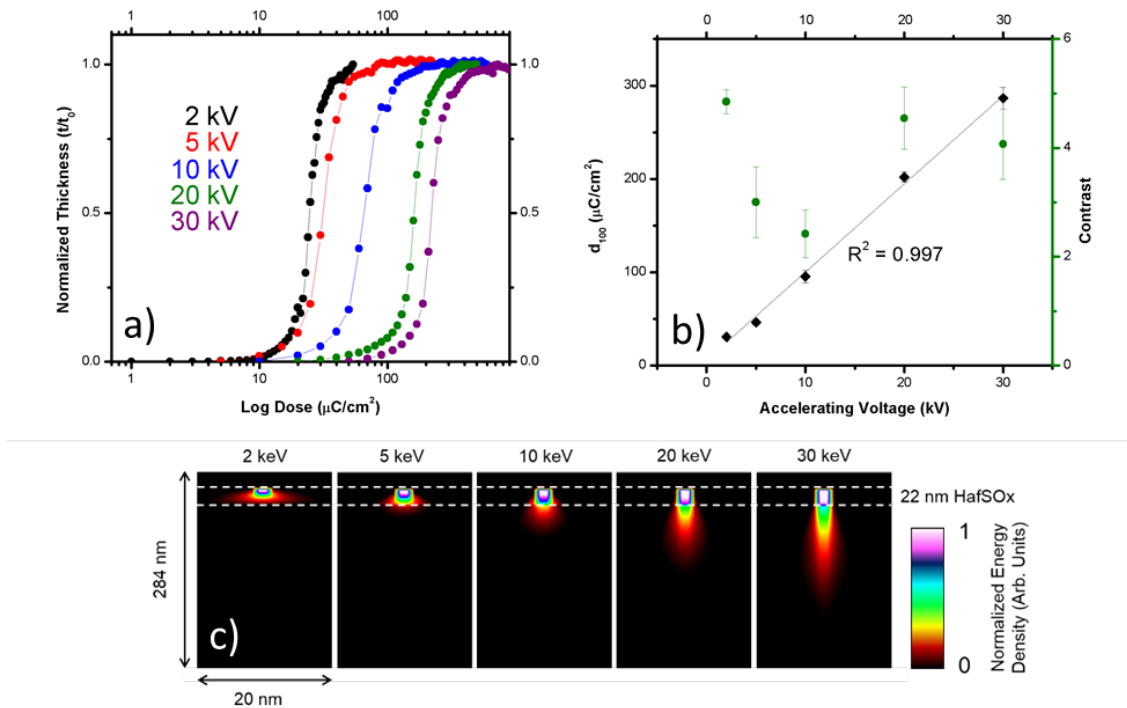 1 10 100
1.0 1.0
2 kV
5 kV
10 kV
20 kV
30 kV
0.5 0.5
a)
0.0 0.0
1 10 100
Normalized Thickness (t/t₀)
Log Dose (μC/cm²)
0 10 20 30
300
200
100
0
d₁₀₀ (μC/cm²)
6
4
2
0
Contrast
R² = 0.997
b)
0 10 20 30
Accelerating Voltage (kV)
2 keV 5 keV 10 keV 20 keV 30 keV
22 nm HafSOx
284 nm
1
0
Normalized Energy
Density (Arb. Units)
c)
20 nm